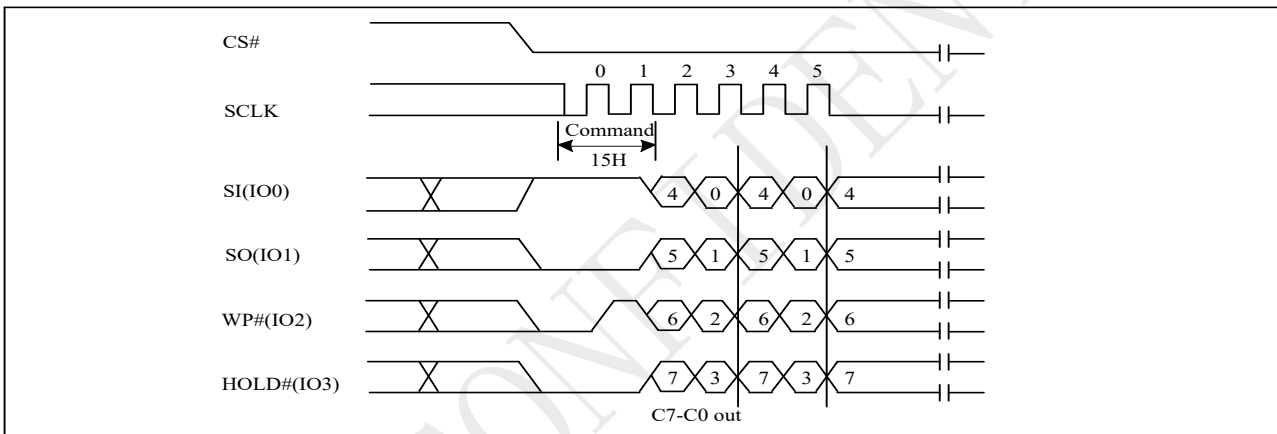 CS#
0 1 2 3 4 5
SCLK
Command
15H
SI(IO0) 4 0 4 0 4
SO(IO1) 5 1 5 1 5
WP#(IO2) 6 2 6 2 6
HOLD#(IO3) 7 3 7 3 7
C7-C0 out